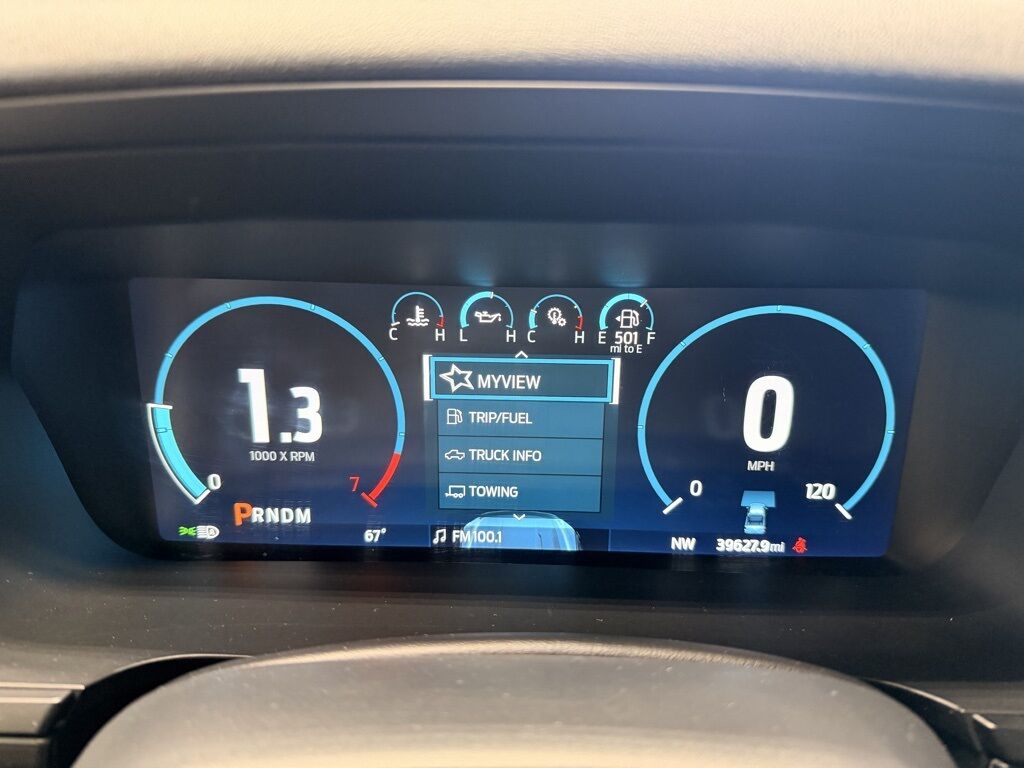 C H L H C H E 501 F
mi to E
MYVIEW
TRIP/FUEL
TRUCK INFO
TOWING
1.3
1000 X RPM
0 7
PRNDM
67°
FM 100.1
0
MPH
0 120
NW 39627.9mi